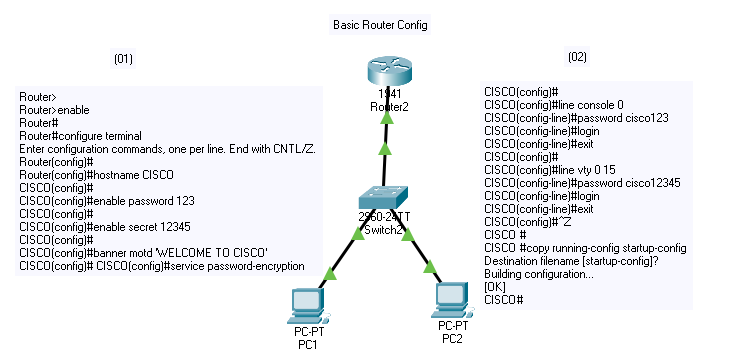 Basic Router Config
(01)
Router>
Router>enable
Router#
Router#configure terminal
Enter configuration commands, one per line. End with CNTL/Z.
Router(config)#
Router(config)#hostname CISCO
CISCO(config)#
CISCO(config)#enable password 123
CISCO(config)#
CISCO(config)#enable secret 12345
CISCO(config)#
CISCO(config)#banner motd 'WELCOME TO CISCO'
CISCO(config)# CISCO(config)#service password-encryption
1941
Router2
2960-24TT
Switch2
PC-PT
PC1
PC-PT
PC2
(02)
CISCO(config)#
CISCO(config)#line console 0
CISCO(config-line)#password cisco123
CISCO(config-line)#login
CISCO(config-line)#exit
CISCO(config)#
CISCO(config)#line vty 0 15
CISCO(config-line)#password cisco12345
CISCO(config-line)#login
CISCO(config-line)#exit
CISCO(config)#^Z
CISCO #
CISCO #copy running-config startup-config
Destination filename [startup-config]?
Building configuration...
[OK]
CISCO#